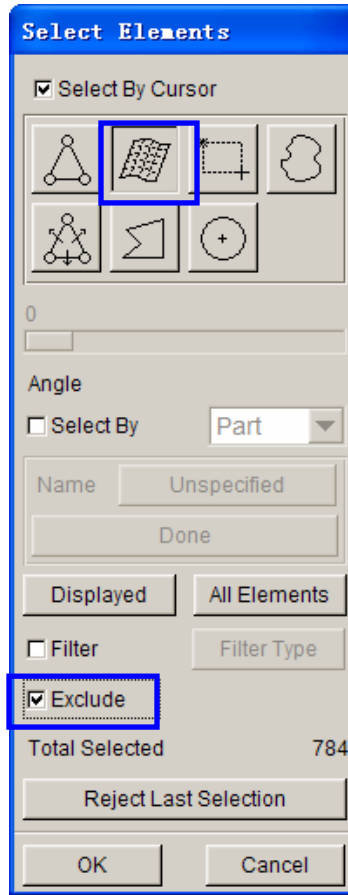 Select Elements
Select By Cursor
0
Angle
Select By Part
Name Unspecified
Done
Displayed All Elements
Filter Filter Type
Exclude
Total Selected 784
Reject Last Selection
OK Cancel